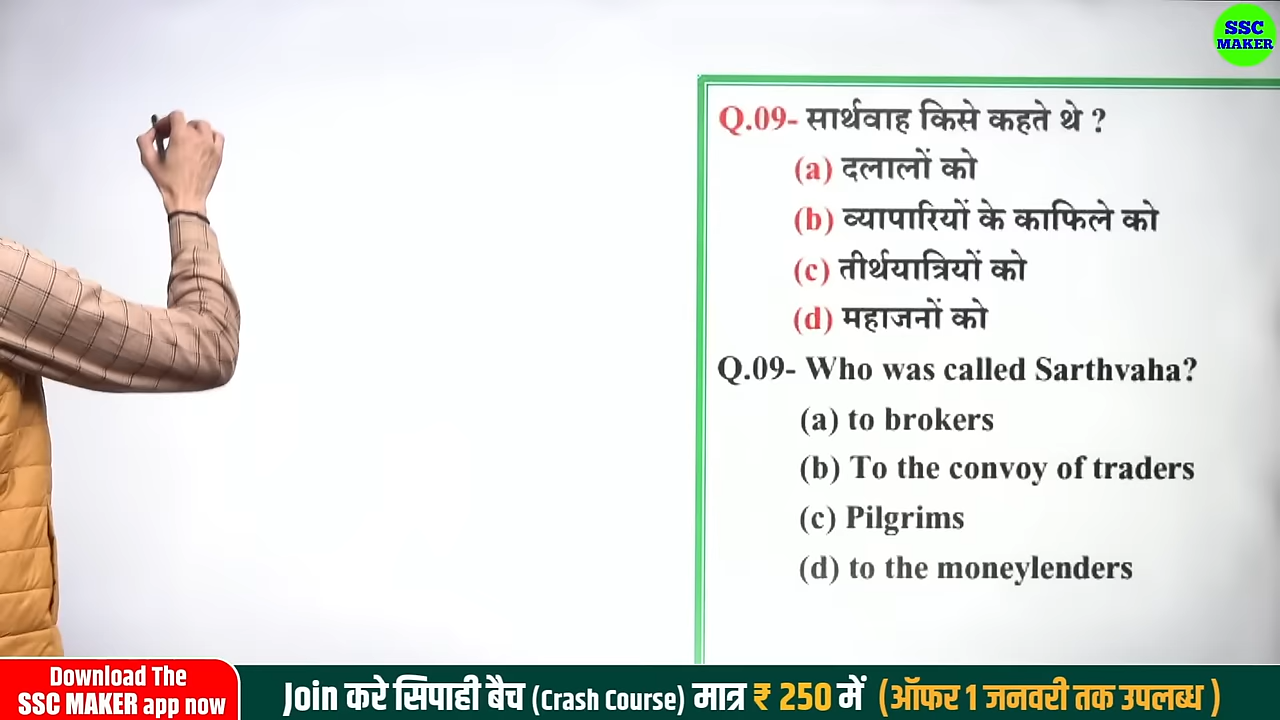 SSC
MAKER
Q.09- सार्थवाह किसे कहते थे ?
(a) दलालों को
(b) व्यापारियों के काफिले को
(c) तीर्थयात्रियों को
(d) महाजनों को
Q.09- Who was called Sarthvaha?
(a) to brokers
(b) To the convoy of traders
(c) Pilgrims
(d) to the moneylenders
Download The
SSC MAKER app now
Join करे सिपाही बैच (Crash Course) मात्र ₹ 250 में (ऑफर 1 जनवरी तक उपलब्ध )